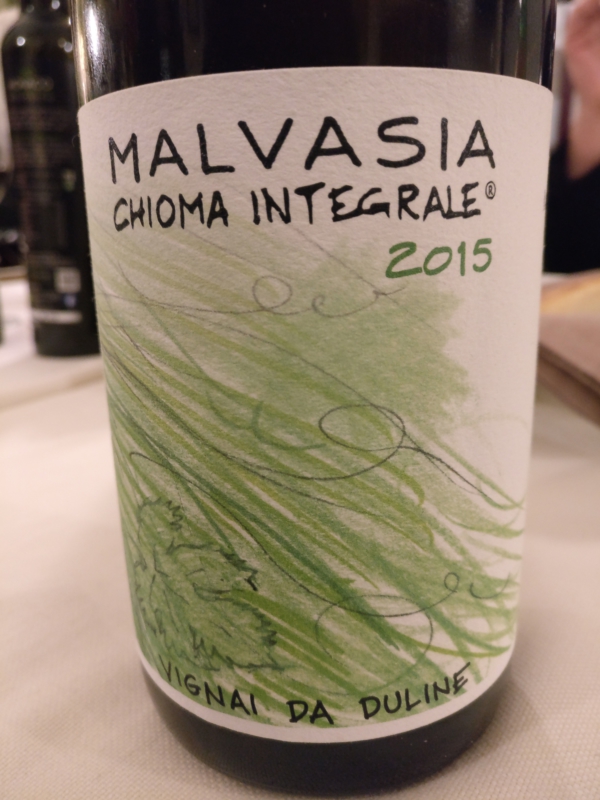 MALVASIA
CHIOMA INTEGRALE®
2015
VIGNAI DA DULINE